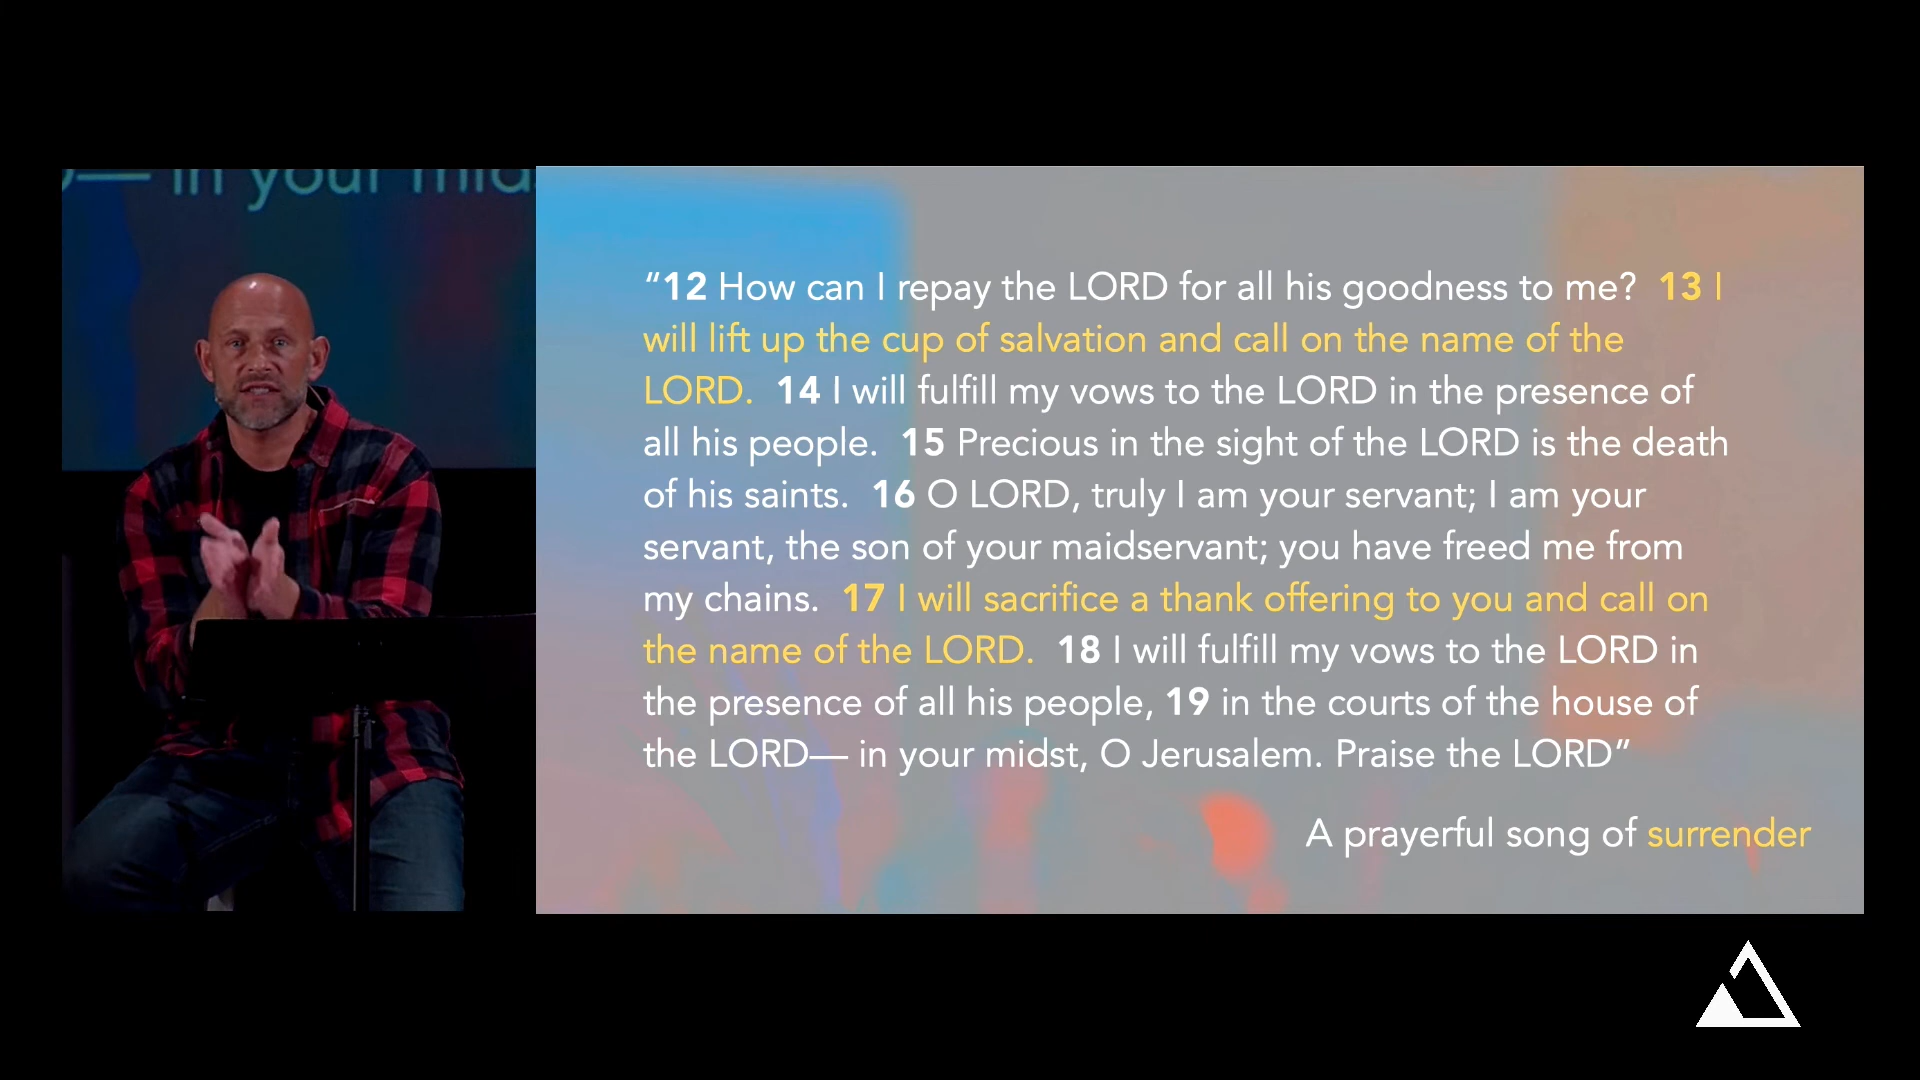 — in your mids
“12 How can I repay the LORD for all his goodness to me?  13 I
will lift up the cup of salvation and call on the name of the
LORD.  14 I will fulfill my vows to the LORD in the presence of
all his people.  15 Precious in the sight of the LORD is the death
of his saints.  16 O LORD, truly I am your servant; I am your
servant, the son of your maidservant; you have freed me from
my chains.  17 I will sacrifice a thank offering to you and call on
the name of the LORD.  18 I will fulfill my vows to the LORD in
the presence of all his people, 19 in the courts of the house of
the LORD— in your midst, O Jerusalem. Praise the LORD”
A prayerful song of surrender